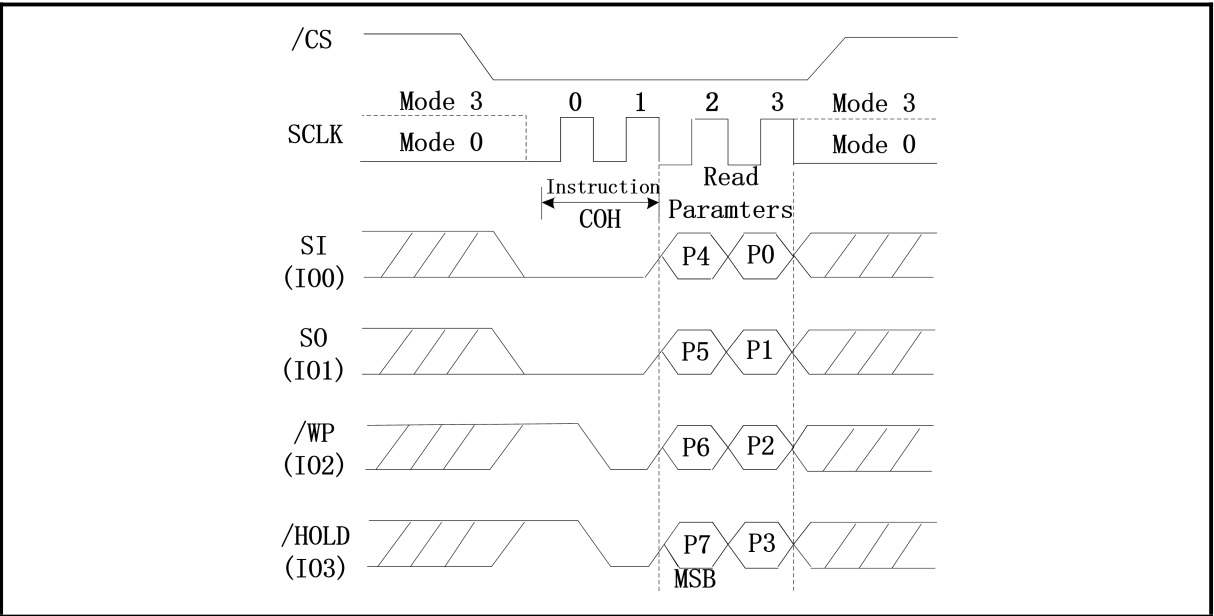 /CS
Mode 3 0 1 2 3 Mode 3
SCLK
Mode 0 Mode 0
Instruction
C0H
Read
Paramters
SI
(IO0)
P4 P0
SO
(IO1)
P5 P1
/WP
(IO2)
P6 P2
/HOLD
(IO3)
P7 P3
MSB